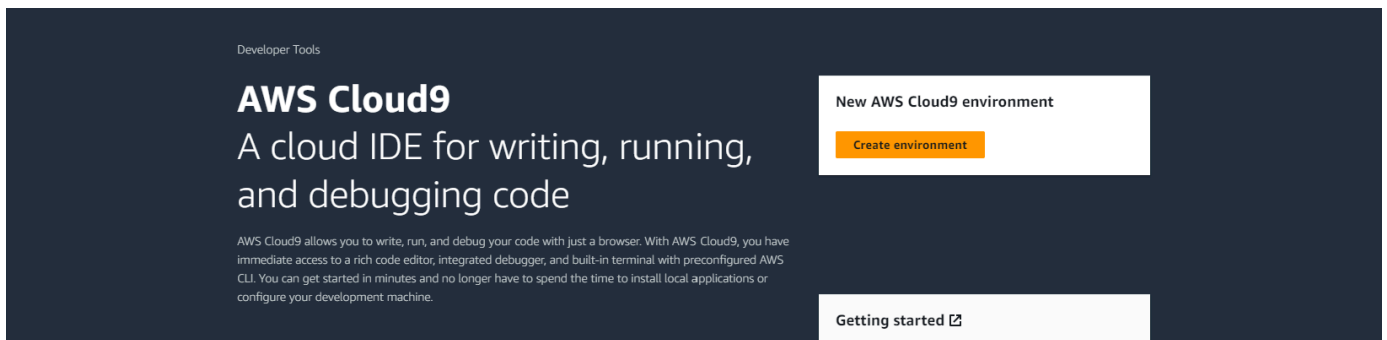 Developer Tools
AWS Cloud9
A cloud IDE for writing, running,
and debugging code
AWS Cloud9 allows you to write, run, and debug your code with just a browser. With AWS Cloud9, you have
immediate access to a rich code editor, integrated debugger, and built-in terminal with preconfigured AWS
CLI. You can get started in minutes and no longer have to spend the time to install local applications or
configure your development machine.
New AWS Cloud9 environment
Create environment
Getting started